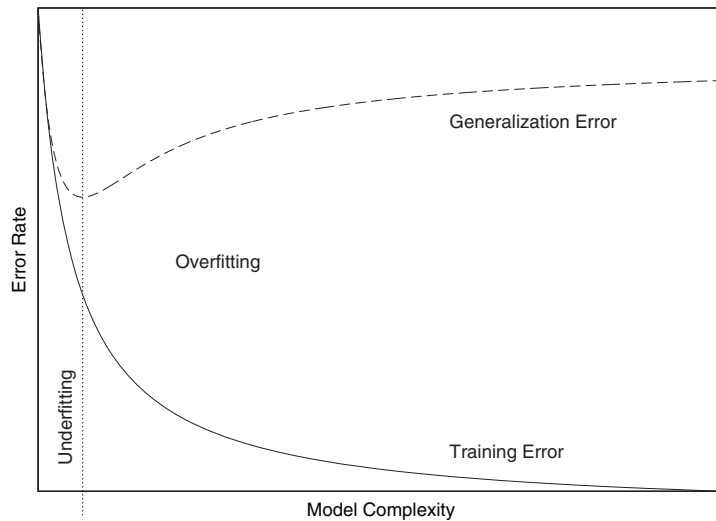 Generalization Error
Overfitting
Error Rate
Underfitting
Training Error
Model Complexity